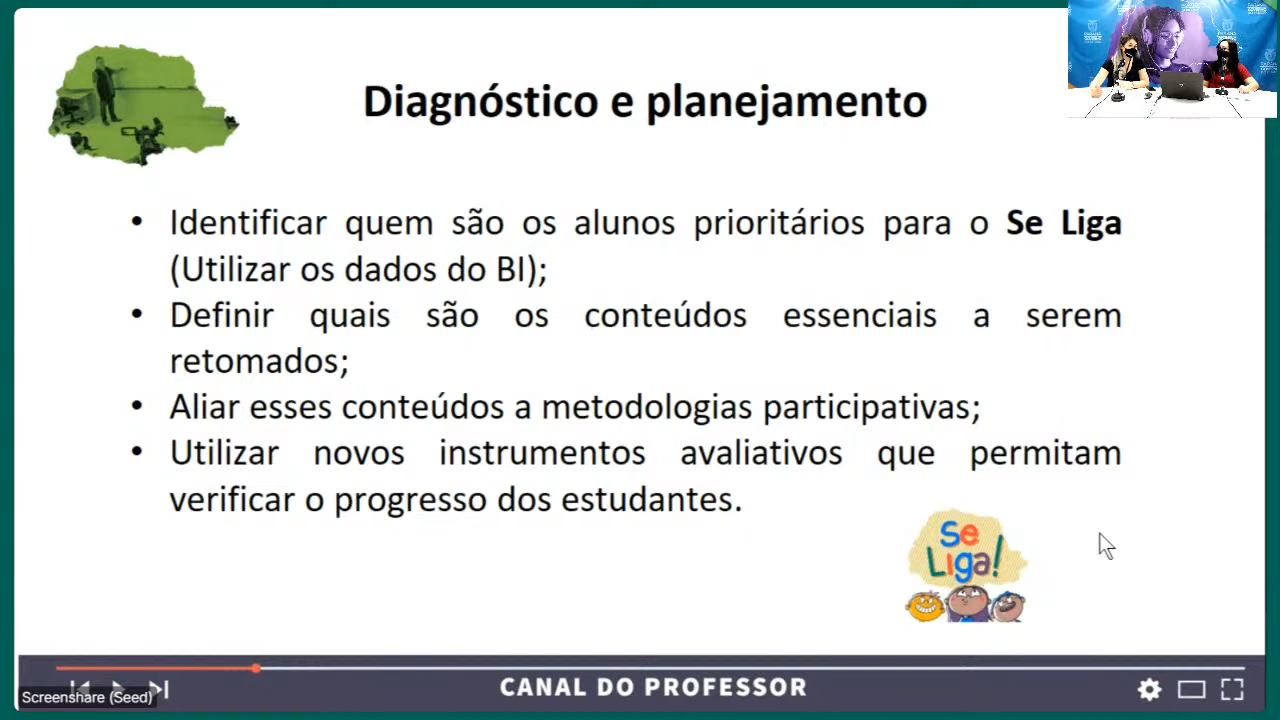 Diagnóstico e planejamento
• Identificar quem são os alunos prioritários para o Se Liga
(Utilizar os dados do BI);
• Definir quais são os conteúdos essenciais a serem
retomados;
• Aliar esses conteúdos a metodologias participativas;
• Utilizar novos instrumentos avaliativos que permitam
verificar o progresso dos estudantes.
Se
Liga!
CANAL DO PROFESSOR
Screenshare (Seed)